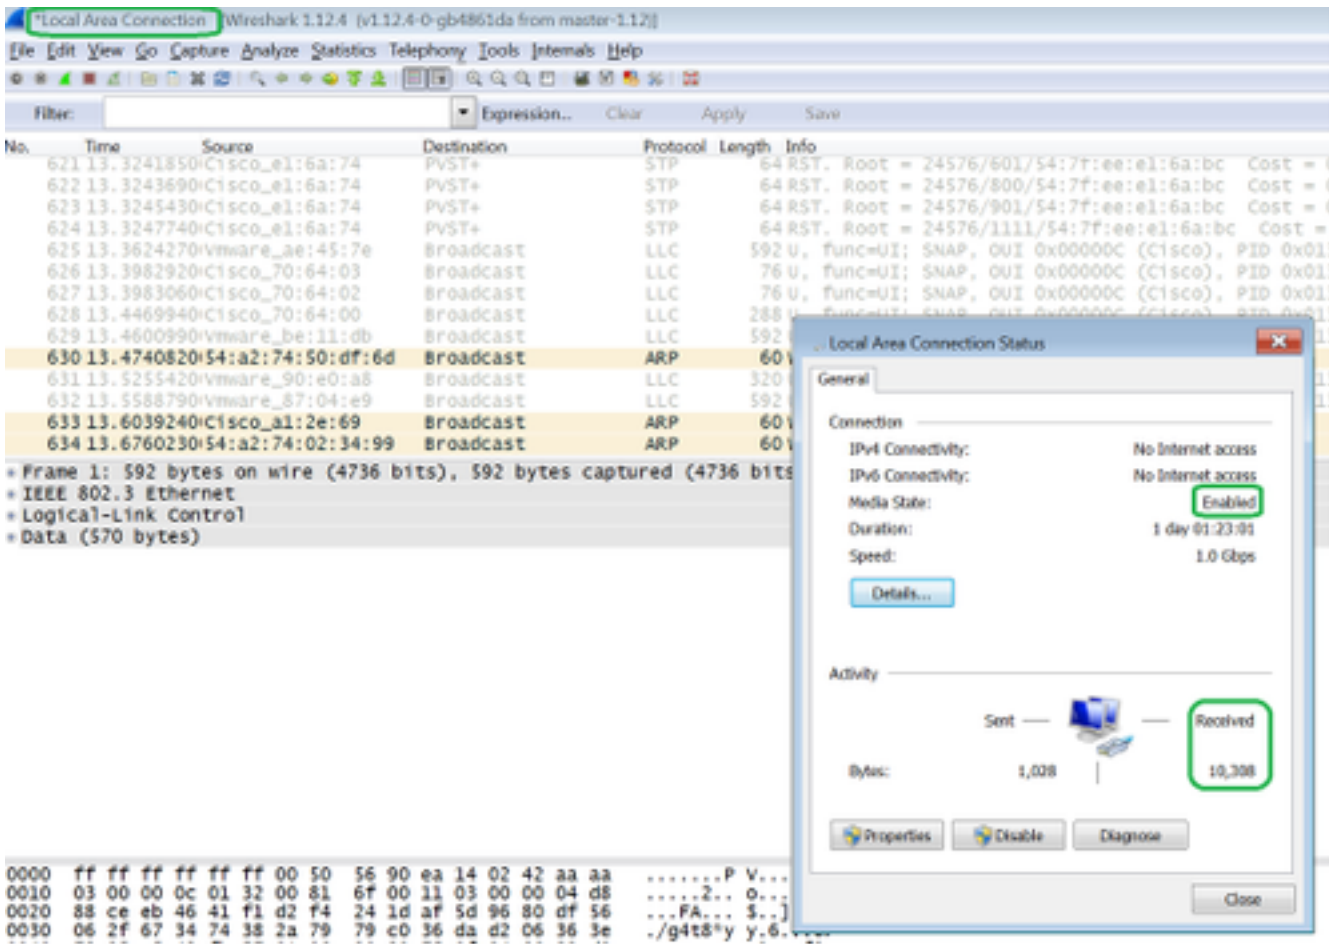 *Local Area Connection [Wireshark 1.12.4 (v1.12.4-0-gb4861da from master-1.12)]
File Edit View Go Capture Analyze Statistics Telephony Tools Internals Help
Filter: Expression... Clear Apply Save
No. Time Source Destination Protocol Length Info
621 13.3241850 Cisco_e1:6a:74 PVST+ STP 64 RST. Root = 24576/601/54:7f:ee:e1:6a:bc Cost =
622 13.3243690 Cisco_e1:6a:74 PVST+ STP 64 RST. Root = 24576/800/54:7f:ee:e1:6a:bc Cost =
623 13.3245430 Cisco_e1:6a:74 PVST+ STP 64 RST. Root = 24576/901/54:7f:ee:e1:6a:bc Cost =
624 13.3247740 Cisco_e1:6a:74 PVST+ STP 64 RST. Root = 24576/1111/54:7f:ee:e1:6a:bc Cost =
625 13.3624270 Vmware_ae:45:7e Broadcast LLC 592 U, func=UI; SNAP, OUI 0x00000C (Cisco), PID 0x01
626 13.3982920 Cisco_70:64:03 Broadcast LLC 76 U, func=UI; SNAP, OUI 0x00000C (Cisco), PID 0x01
627 13.3983060 Cisco_70:64:02 Broadcast LLC 76 U, func=UI; SNAP, OUI 0x00000C (Cisco), PID 0x01
628 13.4469940 Cisco_70:64:00 Broadcast LLC 288 U, func=UI; SNAP, OUI 0x00000C (Cisco), PID 0x01
629 13.4600990 Vmware_be:11:db Broadcast LLC 592
630 13.4740820 54:a2:74:50:df:6d Broadcast ARP 60
631 13.5255420 Vmware_90:e0:a8 Broadcast LLC 320
632 13.5588790 Vmware_87:04:e9 Broadcast LLC 592
633 13.6039240 Cisco_a1:2e:69 Broadcast ARP 60
634 13.6760230 54:a2:74:02:34:99 Broadcast ARP 60
Frame 1: 592 bytes on wire (4736 bits), 592 bytes captured (4736 bits
IEEE 802.3 Ethernet
Logical-Link Control
Data (570 bytes)
Local Area Connection Status
General
Connection
IPv4 Connectivity: No Internet access
IPv6 Connectivity: No Internet access
Media State: Enabled
Duration: 1 day 01:23:01
Speed: 1.0 Gbps
Details...
Activity
Sent Received
Bytes: 1,028 10,308
Properties Disable Diagnose
Close
0000 ff ff ff ff ff ff 00 50 56 90 ea 14 02 42 aa aa .......P V...
0010 03 00 00 0c 01 32 00 81 6f 00 11 03 00 00 04 d8 .....2.. o...
0020 88 ce eb 46 41 f1 d2 f4 24 1d af 5d 96 80 df 56 ...FA... $..]
0030 06 2f 67 34 74 38 2a 79 79 c0 36 da d2 06 36 3e ./g4t8*y y.6.